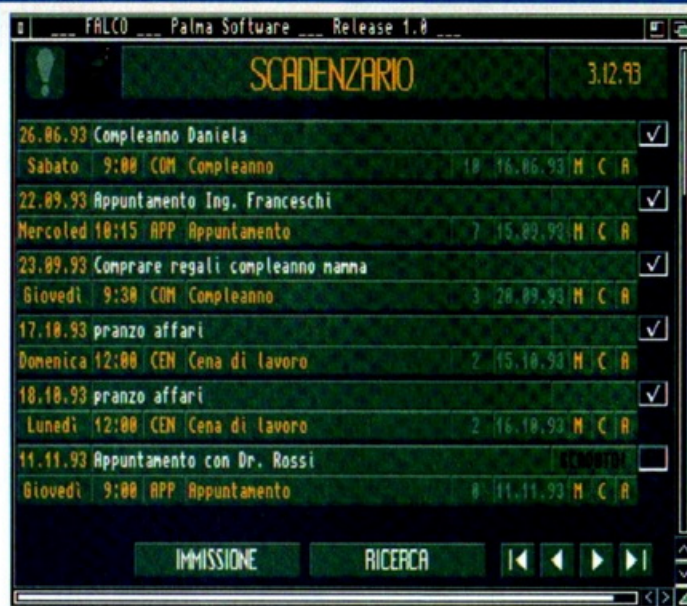 ___ FALCO ___ Palma Software ___ Release 1.0 ___
SCADENZARIO 3.12.93
26.06.93 Compleanno Daniela
Sabato 9:00 COM Compleanno 10 16.06.93 M C A
22.09.93 Appuntamento Ing. Franceschi
Mercoled 10:15 APP Appuntamento 7 15.09.93 M C A
23.09.93 Comprare regali compleanno mamma
Giovedì 9:30 COM Compleanno 3 20.09.93 M C A
17.10.93 pranzo affari
Domenica 12:00 CEN Cena di lavoro 2 15.10.93 M C A
18.10.93 pranzo affari
Lunedì 12:00 CEN Cena di lavoro 2 16.10.93 M C A
11.11.93 Appuntamento con Dr. Rossi
Giovedì 9:00 APP Appuntamento 0 11.11.93 M C A
IMMISSIONE RICERCA